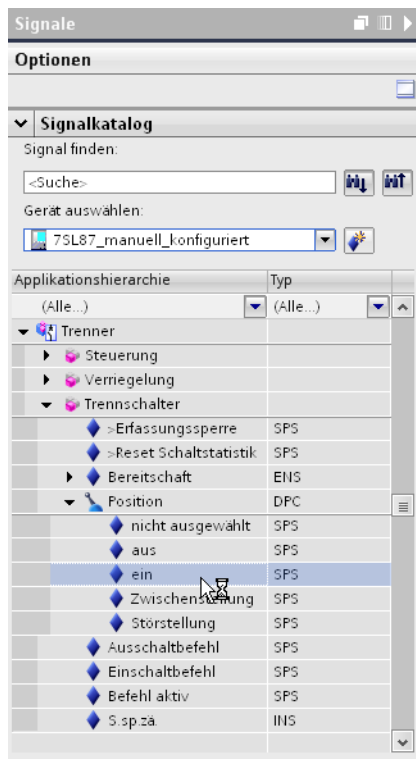 Signale
Optionen
Signalkatalog
Signal finden:
<Suche>
Gerät auswählen:
7SL87_manuell_konfiguriert
Applikationshierarchie Typ
(Alle...) (Alle...)
Trenner
Steuerung
Verriegelung
Trennschalter
>Erfassungssperre SPS
>Reset Schaltstatistik SPS
Bereitschaft ENS
Position DPC
nicht ausgewählt SPS
aus SPS
ein SPS
Zwischenstellung SPS
Störstellung SPS
Ausschaltbefehl SPS
Einschaltbefehl SPS
Befehl aktiv SPS
S.sp.zä. INS